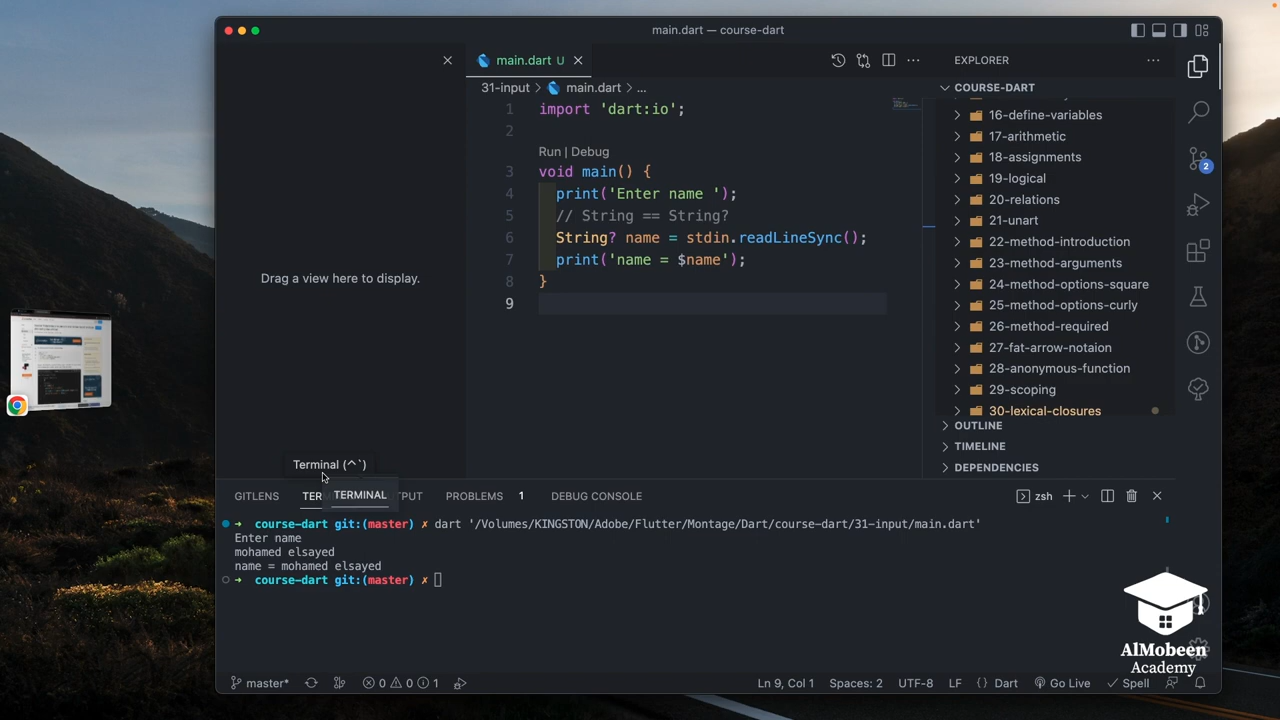 main.dart — course-dart
main.dart U
31-input > main.dart > ...
1 import 'dart:io';
2
Run | Debug
3 void main() {
4 print('Enter name ');
5 // String == String?
6 String? name = stdin.readLineSync();
7 print('name = $name');
8 }
9
Drag a view here to display.
EXPLORER
COURSE-DART
16-define-variables
17-arithmetic
18-assignments
19-logical
20-relations
21-unart
22-method-introduction
23-method-arguments
24-method-options-square
25-method-options-curly
26-method-required
27-fat-arrow-notaion
28-anonymous-function
29-scoping
30-lexical-closures
OUTLINE
TIMELINE
DEPENDENCIES
2
Terminal (^`)
GITLENS TER TERMINAL PUT PROBLEMS 1 DEBUG CONSOLE zsh
→ course-dart git:(master) ✗ dart '/Volumes/KINGSTON/Adobe/Flutter/Montage/Dart/course-dart/31-input/main.dart'
Enter name
mohamed elsayed
name = mohamed elsayed
→ course-dart git:(master) ✗
AlMobeen
Academy
master* 0 0 1 Ln 9, Col 1 Spaces: 2 UTF-8 LF {} Dart Go Live Spell